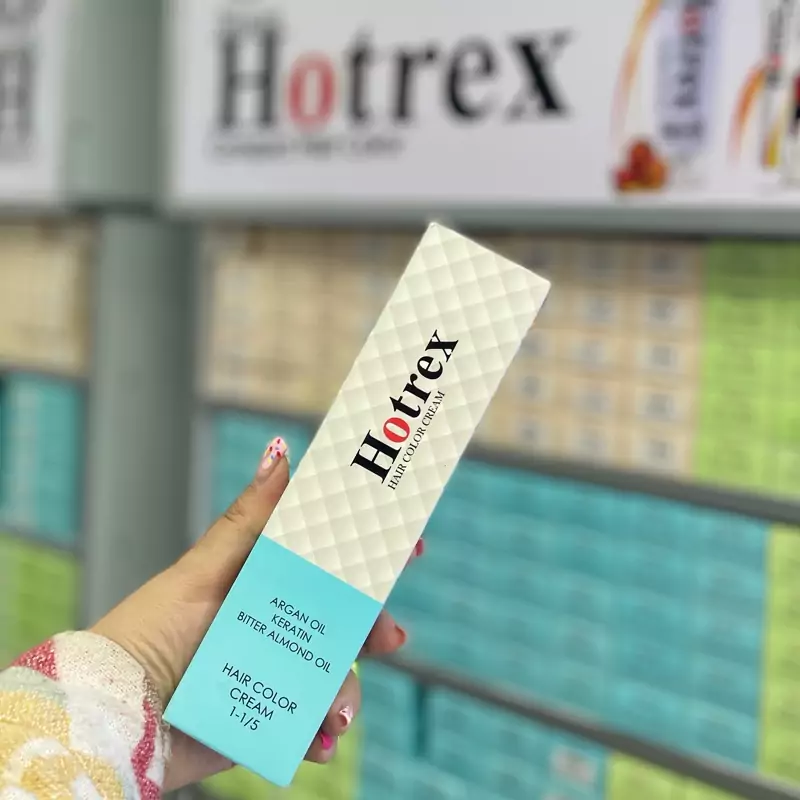 Hotrex
Hotrex
HAIR COLOR CREAM
ARGAN OIL
KERATIN
BITTER ALMOND OIL
HAIR COLOR
CREAM
1-1/5